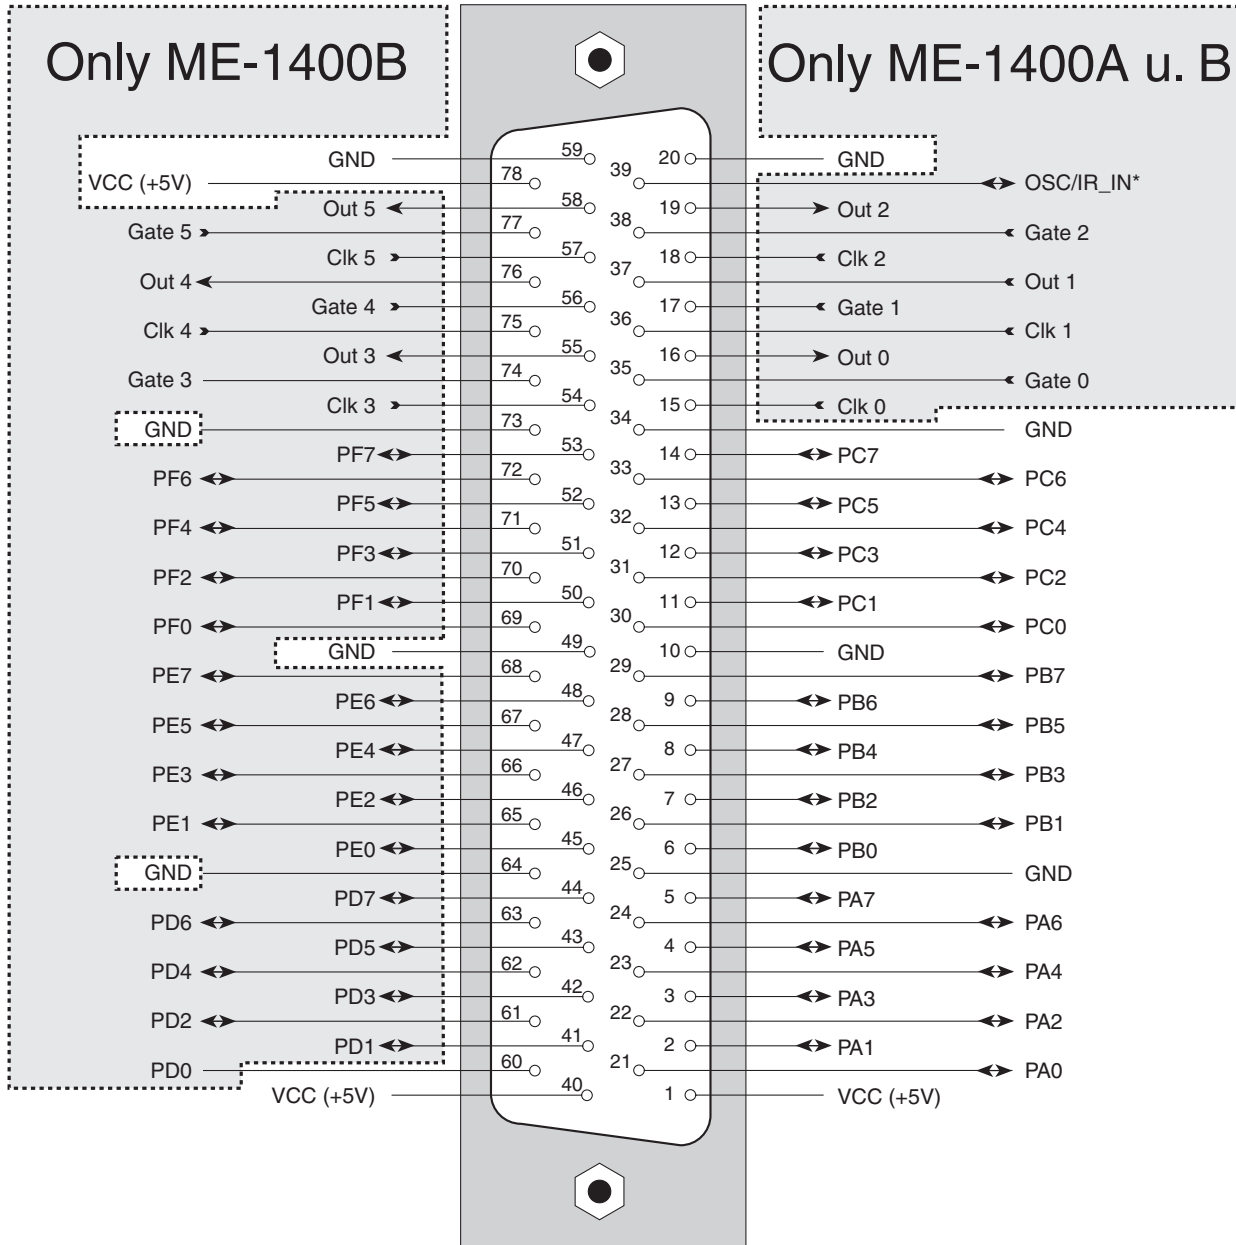 Only ME-1400B
Only ME-1400A u. B
GND 59 20 GND
VCC (+5V) 78 39 OSC/IR_IN*
Out 5 58 19 Out 2
Gate 5 77 38 Gate 2
Clk 5 57 18 Clk 2
Out 4 76 37 Out 1
Gate 4 56 17 Gate 1
Clk 4 75 36 Clk 1
Out 3 55 16 Out 0
Gate 3 74 35 Gate 0
Clk 3 54 15 Clk 0
GND 73 34 GND
PF7 53 14 PC7
PF6 72 33 PC6
PF5 52 13 PC5
PF4 71 32 PC4
PF3 51 12 PC3
PF2 70 31 PC2
PF1 50 11 PC1
PF0 69 30 PC0
GND 49 10 GND
PE7 68 29 PB7
PE6 48 9 PB6
PE5 67 28 PB5
PE4 47 8 PB4
PE3 66 27 PB3
PE2 46 7 PB2
PE1 65 26 PB1
PE0 45 6 PB0
GND 64 25 GND
PD7 44 5 PA7
PD6 63 24 PA6
PD5 43 4 PA5
PD4 62 23 PA4
PD3 42 3 PA3
PD2 61 22 PA2
PD1 41 2 PA1
PD0 60 21 PA0
VCC (+5V) 40 1 VCC (+5V)